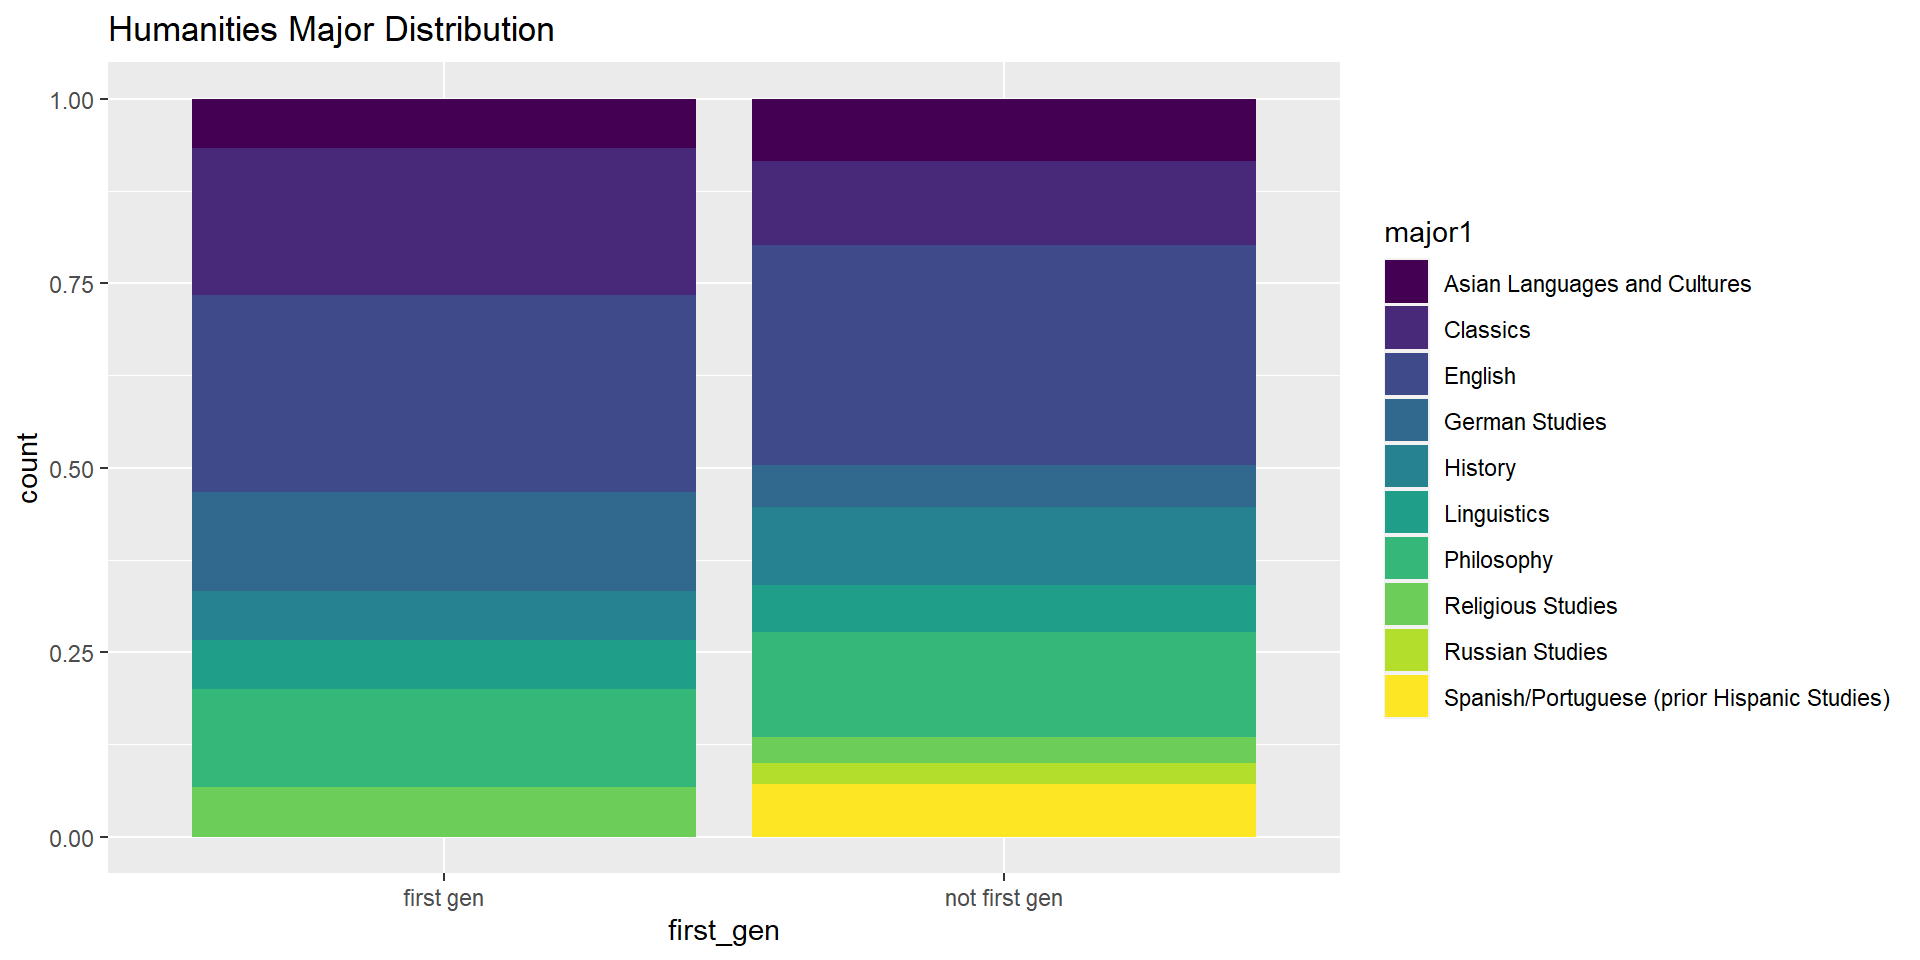 Humanities Major Distribution
count
1.00
0.75
0.50
0.25
0.00
first gen
not first gen
first_gen
major1
Asian Languages and Cultures
Classics
English
German Studies
History
Linguistics
Philosophy
Religious Studies
Russian Studies
Spanish/Portuguese (prior Hispanic Studies)